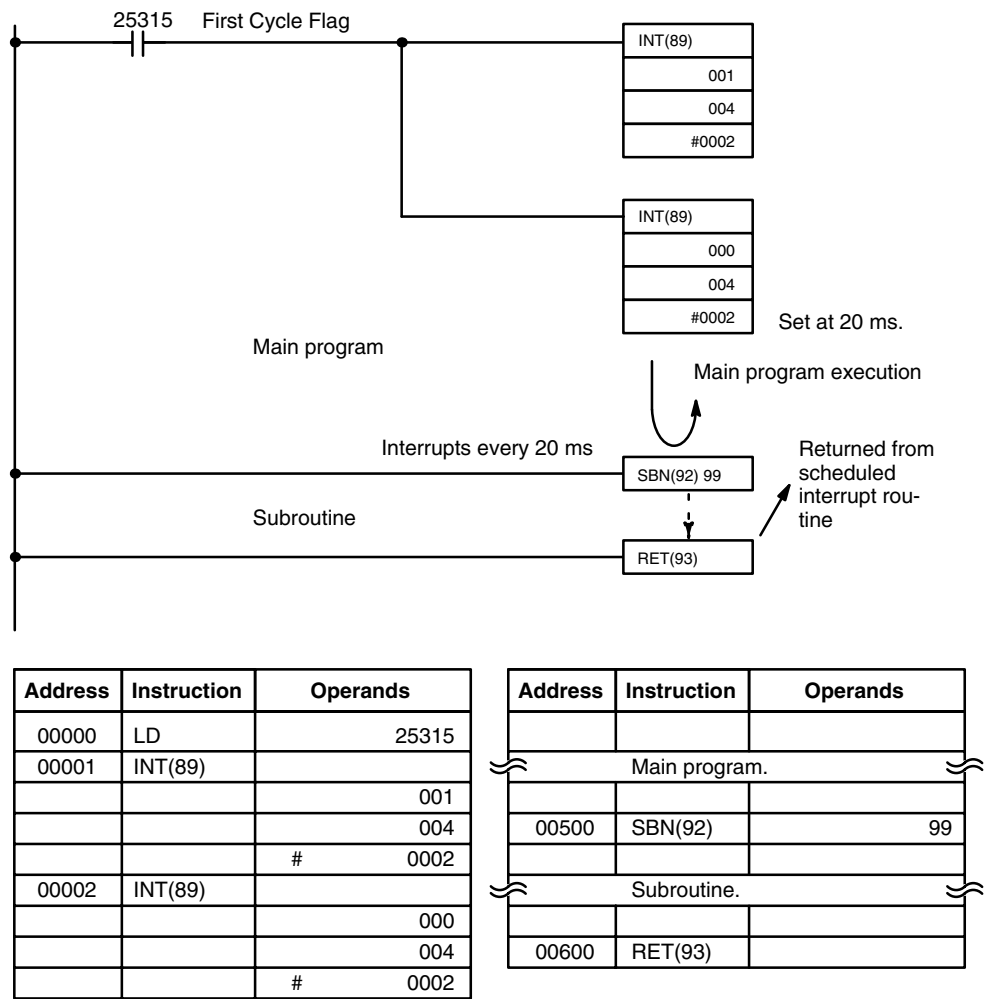 25315 First Cycle Flag
INT(89)
001
004
#0002
INT(89)
000
004
#0002
Set at 20 ms.
Main program
Main program execution
Interrupts every 20 ms
SBN(92) 99
Returned from
scheduled
interrupt rou-
tine
Subroutine
RET(93)
Address Instruction Operands
00000 LD 25315
00001 INT(89)
001
004
# 0002
00002 INT(89)
000
004
# 0002
Address Instruction Operands
Main program.
00500 SBN(92) 99
Subroutine.
00600 RET(93)